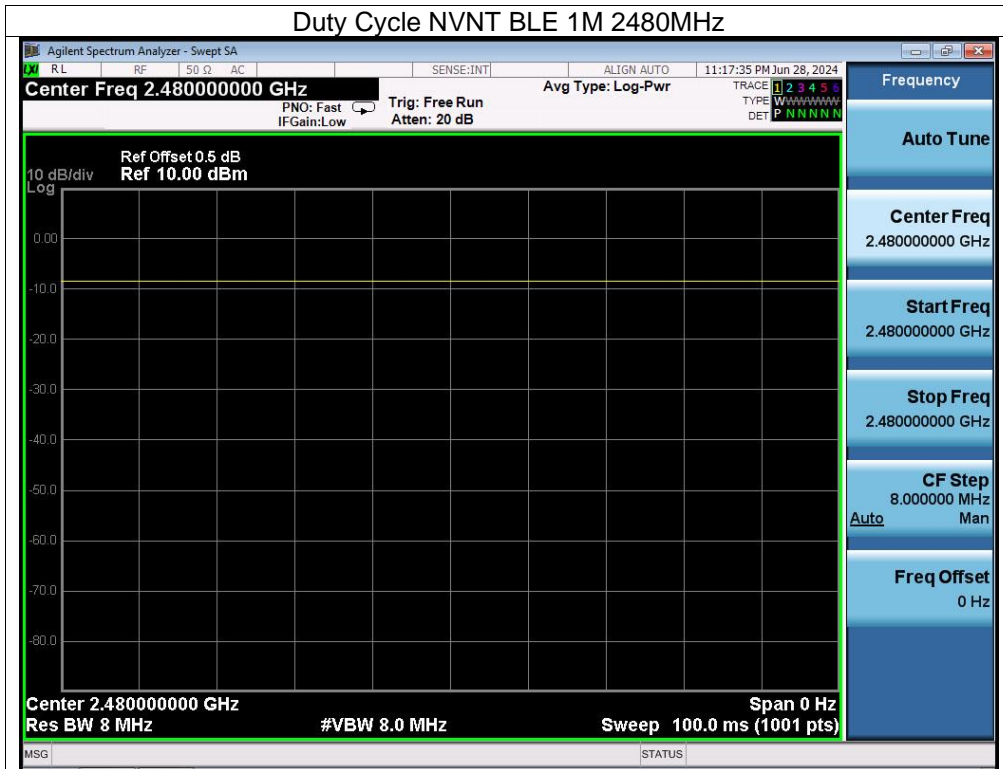 Duty Cycle NVNT BLE 1M 2480MHz
Agilent Spectrum Analyzer - Swept SA
LXI RL RF 50 Ω AC SENSE:INT ALIGN AUTO 11:17:35 PM Jun 28, 2024
Center Freq 2.480000000 GHz
PNO: Fast
IFGain:Low
Trig: Free Run
Atten: 20 dB
Avg Type: Log-Pwr
TRACE 1 2 3 4 5 6
TYPE WWWWWW
DET P N N N N N
Ref Offset 0.5 dB
10 dB/div Ref 10.00 dBm
Log
0.00
-10.0
-20.0
-30.0
-40.0
-50.0
-60.0
-70.0
-80.0
Center 2.480000000 GHz Span 0 Hz
Res BW 8 MHz #VBW 8.0 MHz Sweep 100.0 ms (1001 pts)
MSG STATUS
Frequency
Auto Tune
Center Freq
2.480000000 GHz
Start Freq
2.480000000 GHz
Stop Freq
2.480000000 GHz
CF Step
8.000000 MHz
Auto Man
Freq Offset
0 Hz